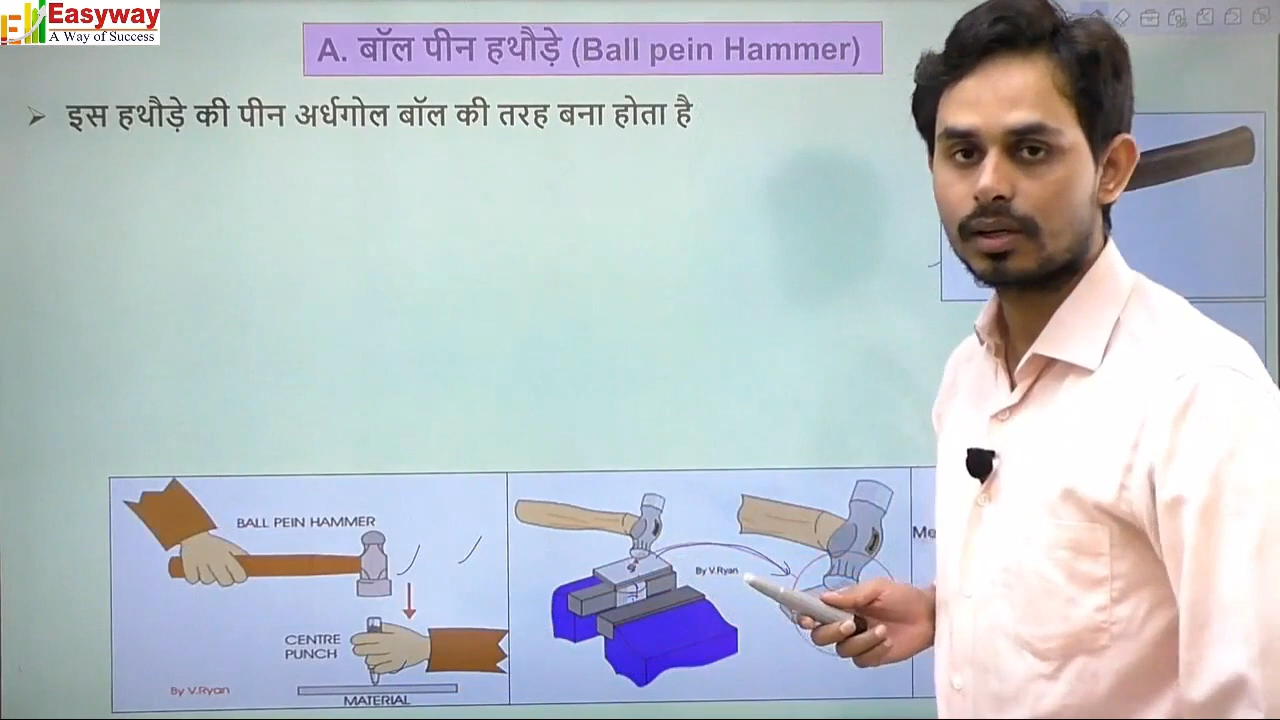 Easyway
A Way of Success
A. बॉल पीन हथौड़े (Ball pein Hammer)
➢ इस हथौड़े की पीन अर्धगोल बॉल की तरह बना होता है
BALL PEIN HAMMER
CENTRE
PUNCH
By V.Ryan
MATERIAL
By V.Ryan